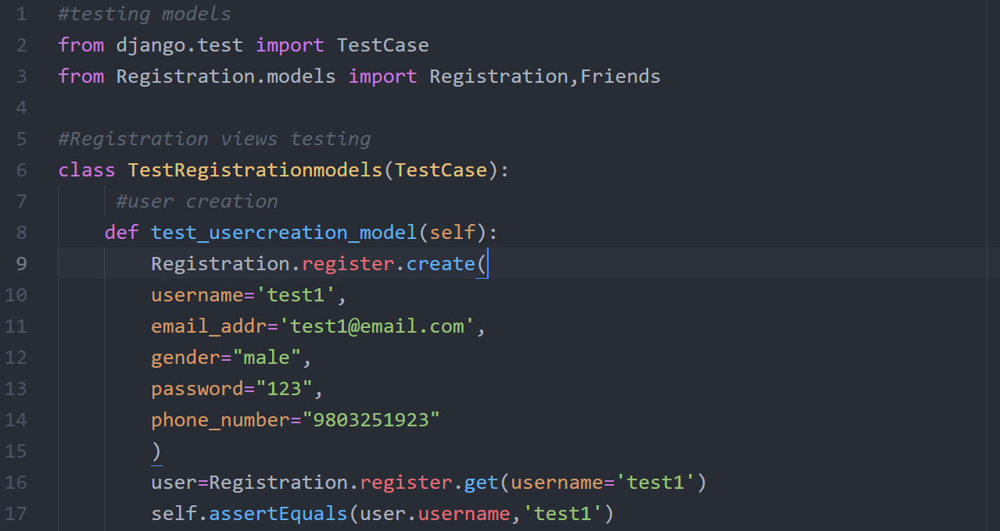 1 #testing models
2 from django.test import TestCase
3 from Registration.models import Registration,Friends
4
5 #Registration views testing
6 class TestRegistrationmodels(TestCase):
7      #user creation
8     def test_usercreation_model(self):
9         Registration.register.create(
10         username='test1',
11         email_addr='test1@email.com',
12         gender="male",
13         password="123",
14         phone_number="9803251923"
15         )
16         user=Registration.register.get(username='test1')
17         self.assertEquals(user.username,'test1')